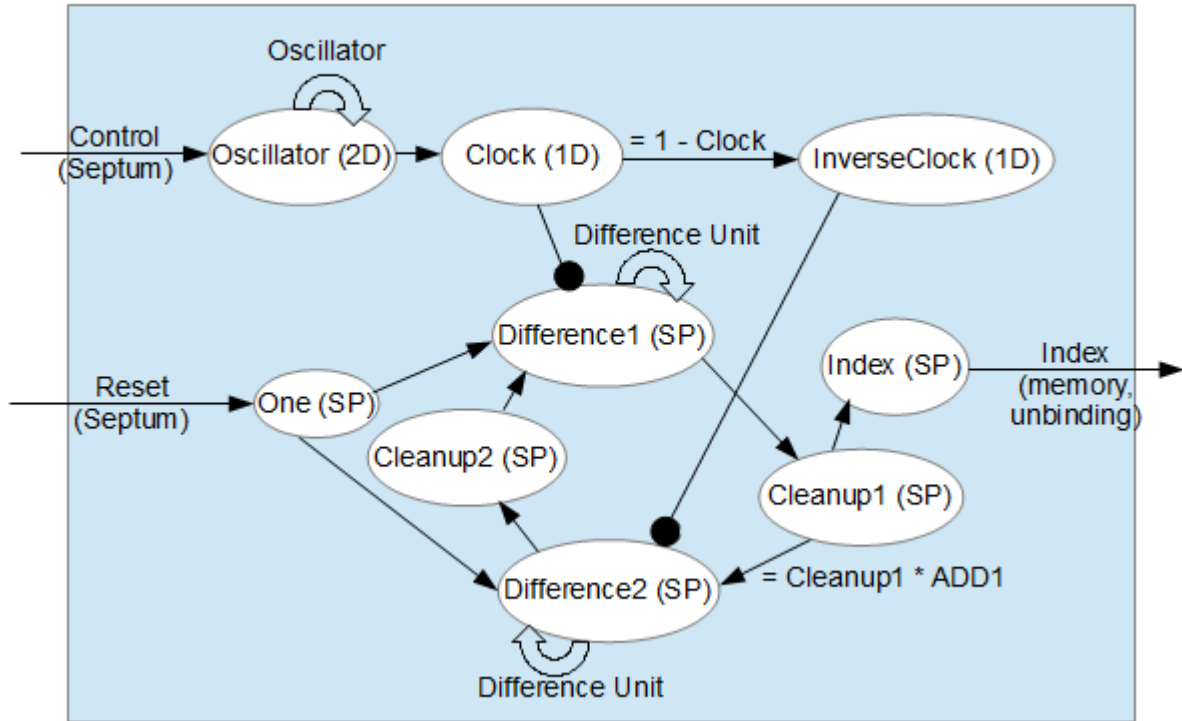 Oscillator
Control
(Septum)
Oscillator (2D)
Clock (1D)
= 1 - Clock
InverseClock (1D)
Difference Unit
Difference1 (SP)
Index (SP)
Index
(memory,
unbinding)
Reset
(Septum)
One (SP)
Cleanup2 (SP)
Cleanup1 (SP)
Difference2 (SP)
= Cleanup1 * ADD1
Difference Unit